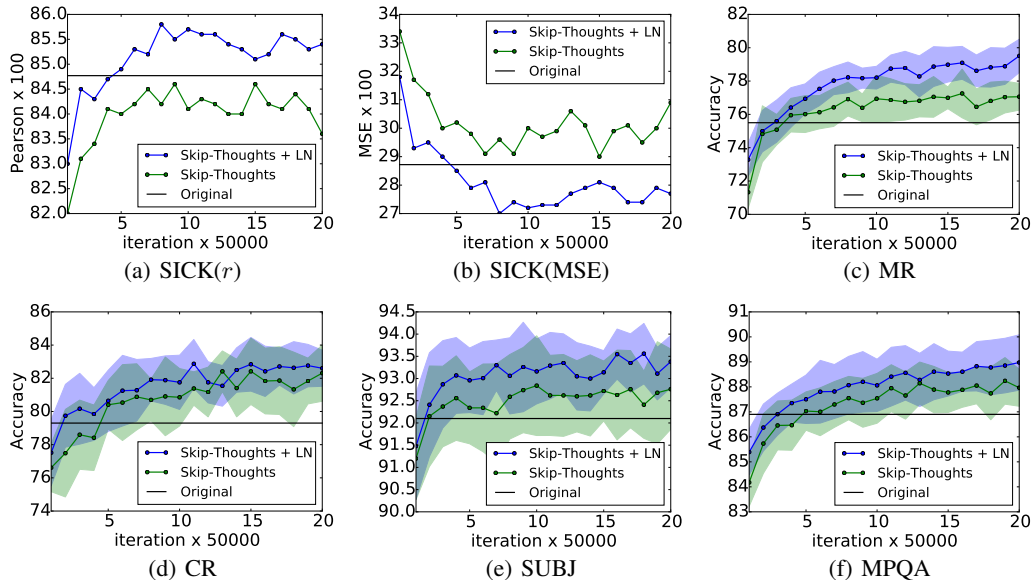 Pearson x 100
86.0
85.5
85.0
84.5
84.0
83.5
83.0
82.5
82.0
5
10
15
20
iteration x 50000
Skip-Thoughts + LN
Skip-Thoughts
Original
(a) SICK(r)
MSE x 100
34
33
32
31
30
29
28
27
5
10
15
20
iteration x 50000
Skip-Thoughts + LN
Skip-Thoughts
Original
(b) SICK(MSE)
Accuracy
82
80
78
76
74
72
70
5
10
15
20
iteration x 50000
Skip-Thoughts + LN
Skip-Thoughts
Original
(c) MR
Accuracy
86
84
82
80
78
76
74
5
10
15
20
iteration x 50000
Skip-Thoughts + LN
Skip-Thoughts
Original
(d) CR
Accuracy
94.5
94.0
93.5
93.0
92.5
92.0
91.5
91.0
90.5
90.0
5
10
15
20
iteration x 50000
Skip-Thoughts + LN
Skip-Thoughts
Original
(e) SUBJ
Accuracy
91
90
89
88
87
86
85
84
83
5
10
15
20
iteration x 50000
Skip-Thoughts + LN
Skip-Thoughts
Original
(f) MPQA